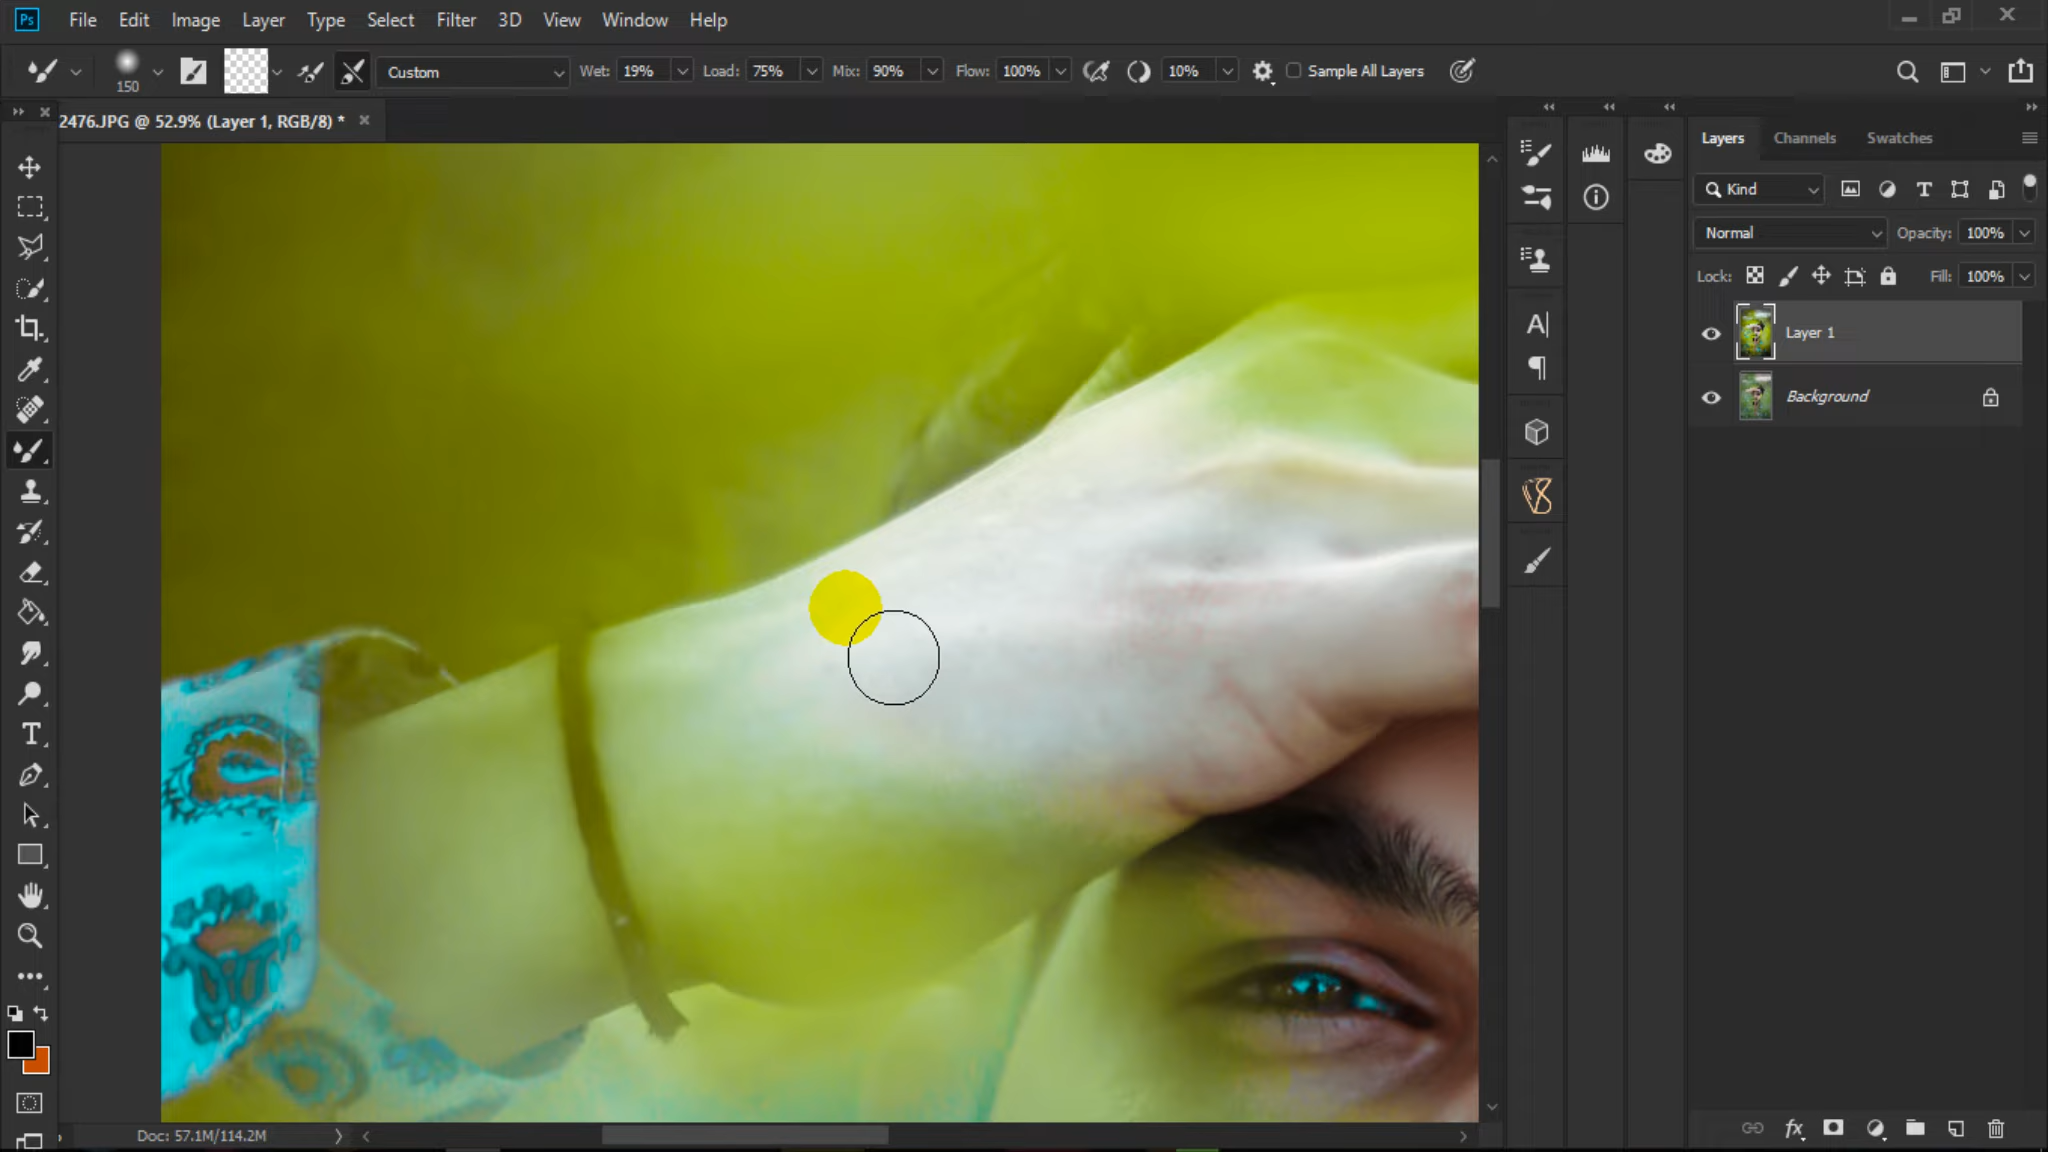 Ps File Edit Image Layer Type Select Filter 3D View Window Help
150 Custom Wet: 19% Load: 75% Mix: 90% Flow: 100% 10% Sample All Layers
2476.JPG @ 52.9% (Layer 1, RGB/8) *
Layers Channels Swatches
Kind
Normal Opacity: 100%
Lock: Fill: 100%
Layer 1
Background
Doc: 57.1M/114.2M